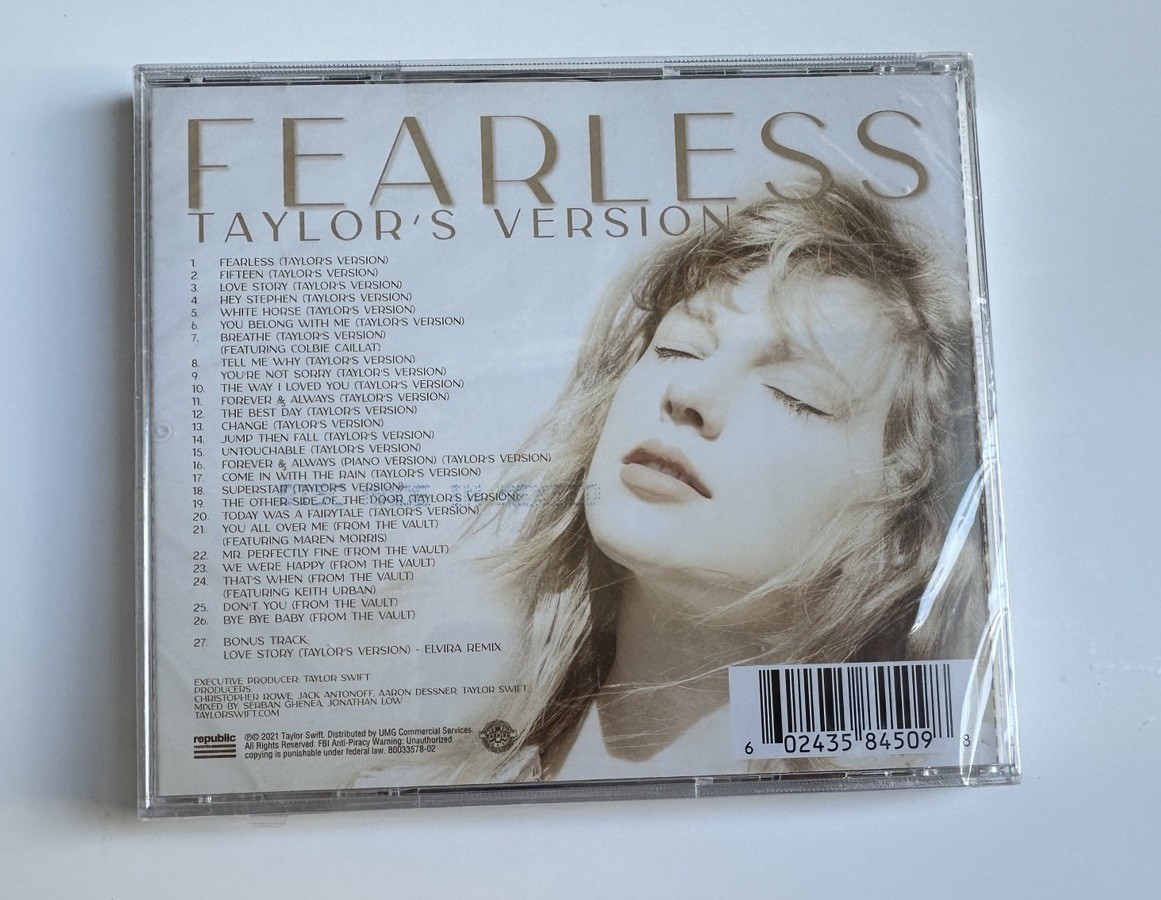 FEARLESS
TAYLOR'S VERSION
1. FEARLESS (TAYLOR'S VERSION)
2. FIFTEEN (TAYLOR'S VERSION)
3. LOVE STORY (TAYLOR'S VERSION)
4. HEY STEPHEN (TAYLOR'S VERSION)
5. WHITE HORSE (TAYLOR'S VERSION)
6. YOU BELONG WITH ME (TAYLOR'S VERSION)
7. BREATHE (TAYLOR'S VERSION)
(FEATURING COLBIE CAILLAT)
8. TELL ME WHY (TAYLOR'S VERSION)
9. YOU'RE NOT SORRY (TAYLOR'S VERSION)
10. THE WAY I LOVED YOU (TAYLOR'S VERSION)
11. FOREVER & ALWAYS (TAYLOR'S VERSION)
12. THE BEST DAY (TAYLOR'S VERSION)
13. CHANGE (TAYLOR'S VERSION)
14. JUMP THEN FALL (TAYLOR'S VERSION)
15. UNTOUCHABLE (TAYLOR'S VERSION)
16. FOREVER & ALWAYS (PIANO VERSION) (TAYLOR'S VERSION)
17. COME IN WITH THE RAIN (TAYLOR'S VERSION)
18. SUPERSTAR (TAYLOR'S VERSION)
19. THE OTHER SIDE OF THE DOOR (TAYLOR'S VERSION)
20. TODAY WAS A FAIRYTALE (TAYLOR'S VERSION)
21. YOU ALL OVER ME (FROM THE VAULT)
(FEATURING MAREN MORRIS)
22. MR. PERFECTLY FINE (FROM THE VAULT)
23. WE WERE HAPPY (FROM THE VAULT)
24. THAT'S WHEN (FROM THE VAULT)
(FEATURING KEITH URBAN)
25. DON'T YOU (FROM THE VAULT)
26. BYE BYE BABY (FROM THE VAULT)
27. BONUS TRACK:
LOVE STORY (TAYLOR'S VERSION) - ELVIRA REMIX
EXECUTIVE PRODUCER: TAYLOR SWIFT
PRODUCERS:
CHRISTOPHER ROWE, JACK ANTONOFF, AARON DESSNER, TAYLOR SWIFT
MIXED BY: SERBAN GHENEA, JONATHAN LOW
TAYLORSWIFT.COM
republic
℗© 2021 Taylor Swift. Distributed by UMG Commercial Services.
All Rights Reserved. FBI Anti-Piracy Warning: Unauthorized
copying is punishable under federal law. B0033578-02
6 02435 84509 8